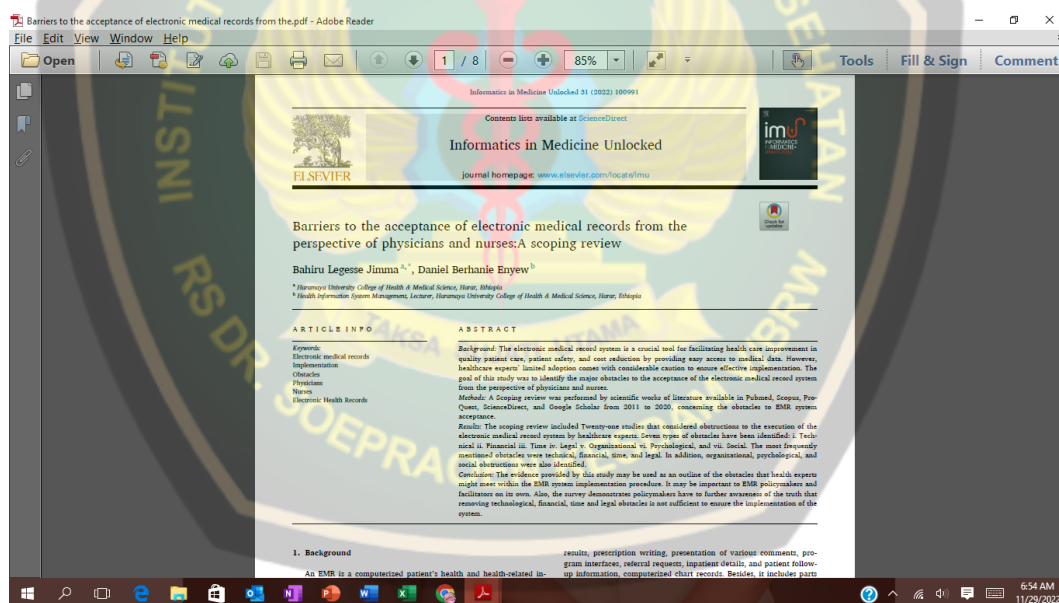 Barriers to the acceptance of electronic medical records from the.pdf - Adobe Reader
File Edit View Window Help
Open 1 / 8 85% Tools Fill & Sign Comment
Informatics in Medicine Unlocked 31 (2022) 100991
Contents lists available at ScienceDirect
Informatics in Medicine Unlocked
journal homepage: www.elsevier.com/locate/imu
ELSEVIER
imu
INFORMATICS
Check for
updates
Barriers to the acceptance of electronic medical records from the
perspective of physicians and nurses:A scoping review
Bahiru Legesse Jimma a,*, Daniel Berhanie Enyew b
a Haramaya University College of Health & Medical Science, Harar, Ethiopia
b Health Information System Management, Lecturer, Haramaya University College of Health & Medical Science, Harar, Ethiopia
ARTICLE INFO
Keywords:
Electronic medical records
Implementation
Obstacles
Physicians
Nurses
Electronic Health Records
ABSTRACT
Background: The electronic medical record system is a crucial tool for facilitating health care improvement in
quality patient care, patient safety, and cost reduction by providing easy access to medical data. However,
healthcare experts' limited adoption comes with considerable caution to ensure effective implementation. The
goal of this study was to identify the major obstacles to the acceptance of the electronic medical record system
from the perspective of physicians and nurses.
Methods: A Scoping review was performed by scientific works of literature available in Pubmed, Scopus, Pro-
Quest, ScienceDirect, and Google Scholar from 2011 to 2020, concerning the obstacles to EMR system
acceptance.
Results: The scoping review included Twenty-one studies that considered obstructions to the execution of the
electronic medical record system by healthcare experts. Seven types of obstacles have been identified: i. Tech-
nical ii. Financial iii. Time iv. Legal v. Organizational vi. Psychological, and vii. Social. The most frequently
mentioned obstacles were technical, financial, time, and legal. In addition, organizational, psychological, and
social obstructions were also identified.
Conclusion: The evidence provided by this study may be used as an outline of the obstacles that health experts
might meet within the EMR system implementation procedure. It may be important to EMR policymakers and
facilitators on its own. Also, the survey demonstrates policymakers have to further awareness of the truth that
removing technological, financial, time and legal obstacles is not sufficient to ensure the implementation of the
system.
1. Background
An EMR is a computerized patient's health and health-related in-
results, prescription writing, presentation of various comments, pro-
gram interfaces, referral requests, inpatient details, and patient follow-
up information, computerized chart records. Besides, it includes parts
TAKSA UTAMA
RS DR. SOEPRAO
BRW
SELATAN
INSTI
6:54 AM
11/29/202